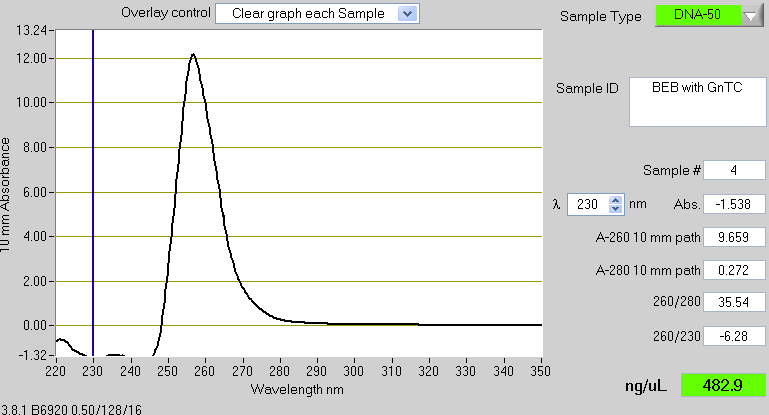 Overlay control Clear graph each Sample
Sample Type DNA-50
13.24
12.00
10.00
8.00
6.00
4.00
2.00
0.00
-1.32
10 mm Absorbance
220 230 240 250 260 270 280 290 300 310 320 330 340 350
Wavelength nm
Sample ID BEB with GnTC
Sample # 4
λ 230 nm Abs. -1.538
A-260 10 mm path 9.659
A-280 10 mm path 0.272
260/280 35.54
260/230 -6.28
ng/uL 482.9
3.8.1 B6920 0.50/128/16